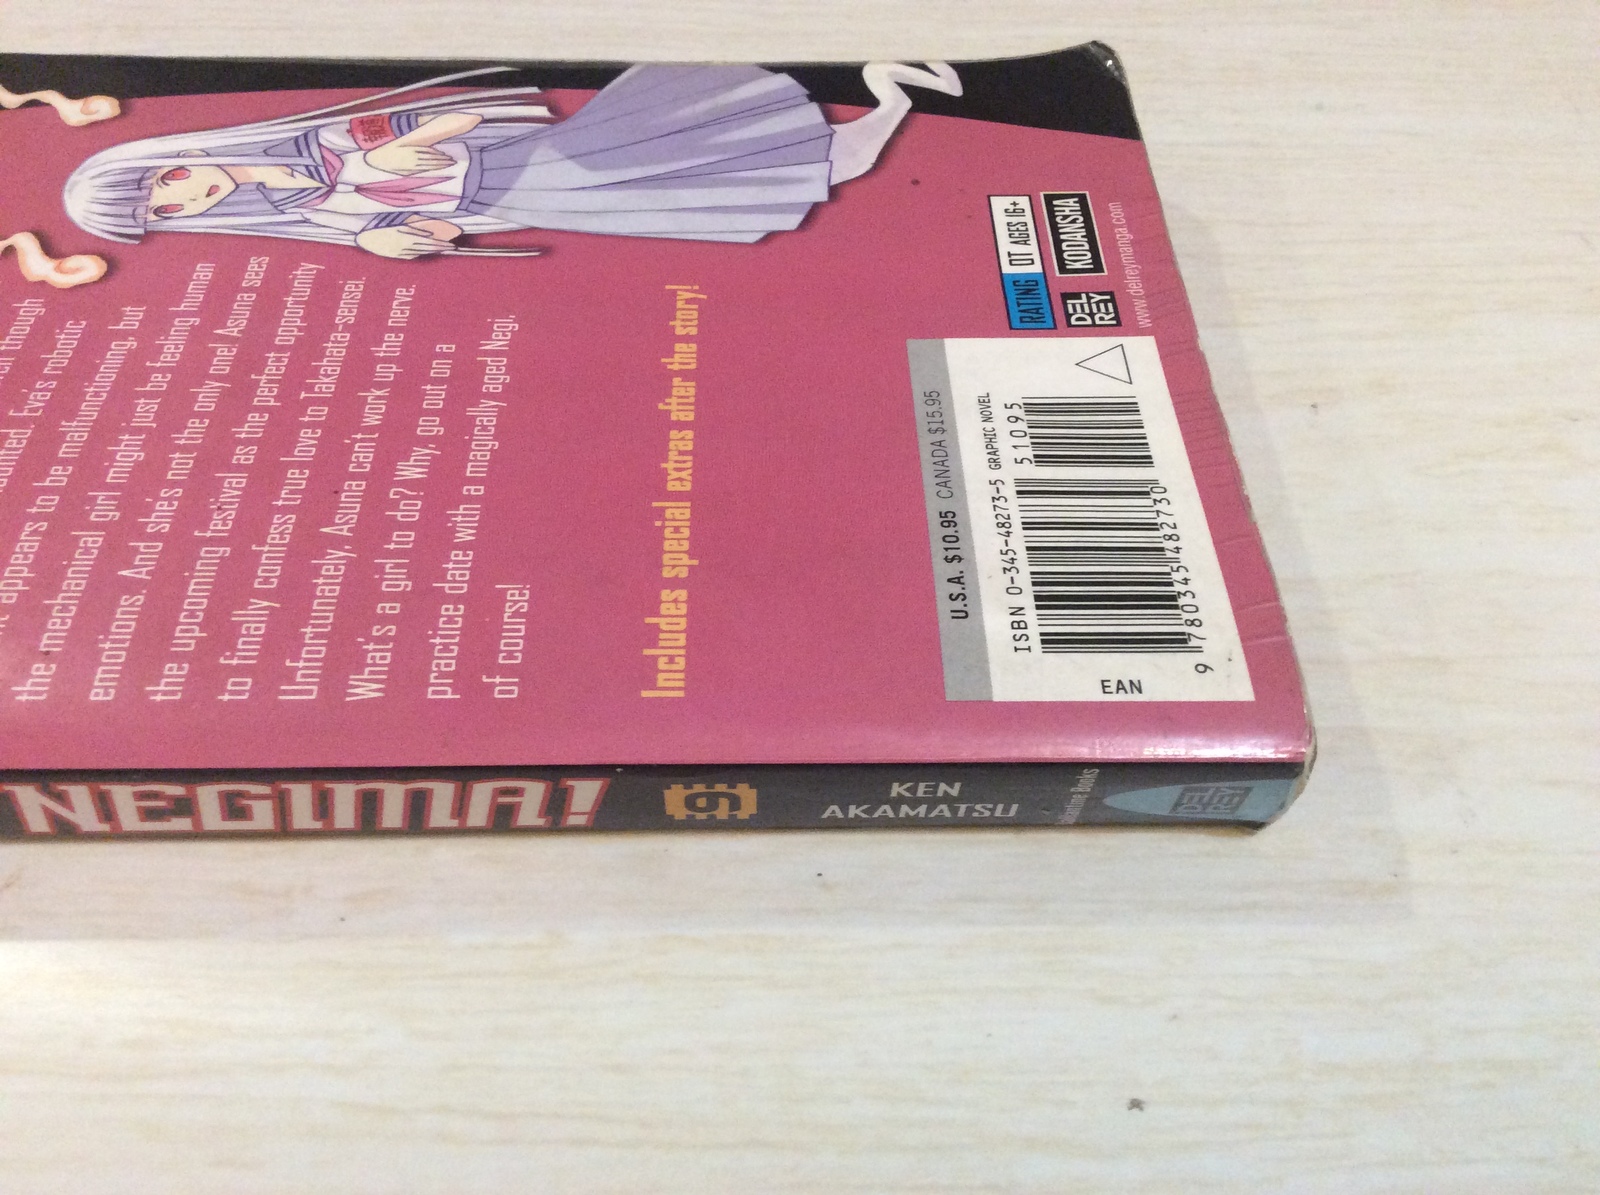 though
Eva's robotic
appears to be malfunctioning, but
the mechanical girl might just be feeling human
emotions. And she's not the only one! Asuna sees
the upcoming festival as the perfect opportunity
to finally confess true love to Takahata-sensei.
Unfortunately, Asuna can't work up the nerve.
What's a girl to do? Why, go out on a
practice date with a magically aged Negi,
of course!
Includes special extras after the story!
U.S.A. $10.95 CANADA $15.95
ISBN 0-345-48273-5 GRAPHIC NOVEL
51095
9 780345 482730
EAN
RATING OT AGES 16+
DEL REY
KODANSHA
www.delreymanga.com
NEGIMA!
9
KEN
AKAMATSU
Ballantine Books
DEL
REY